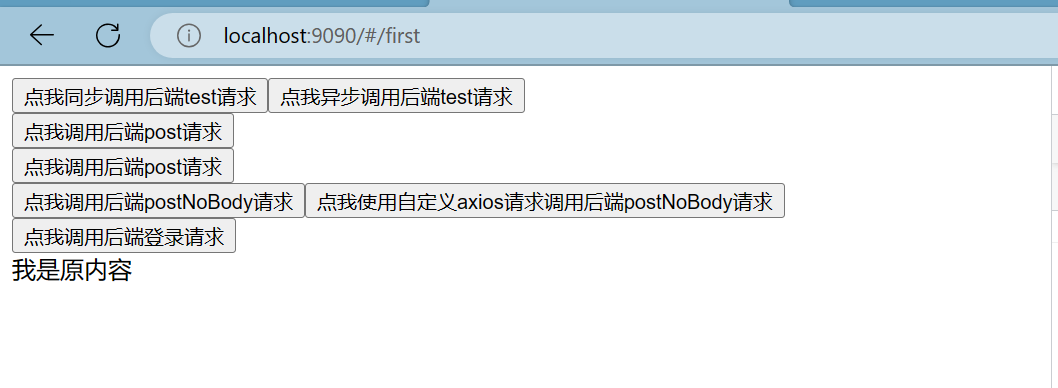 localhost:9090/#/first
点我同步调用后端test请求 点我异步调用后端test请求
点我调用后端post请求
点我调用后端post请求
点我调用后端postNoBody请求 点我使用自定义axios请求调用后端postNoBody请求
点我调用后端登录请求
我是原内容